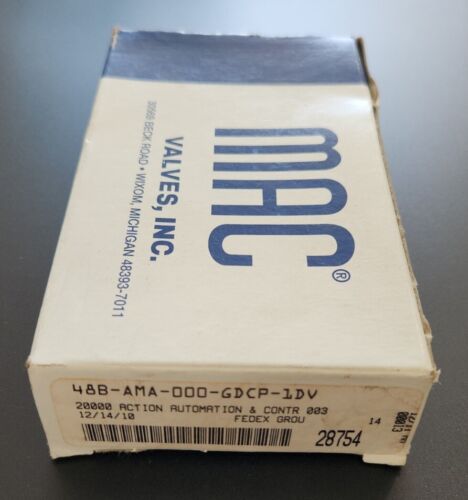 MAC®
VALVES, INC.
30569 BECK ROAD • WIXOM, MICHIGAN 48393-7011
48B-AMA-000-GDCP-1DV
20000 ACTION AUTOMATION & CONTR 003
12/14/10 FEDEX GROU 14
28754